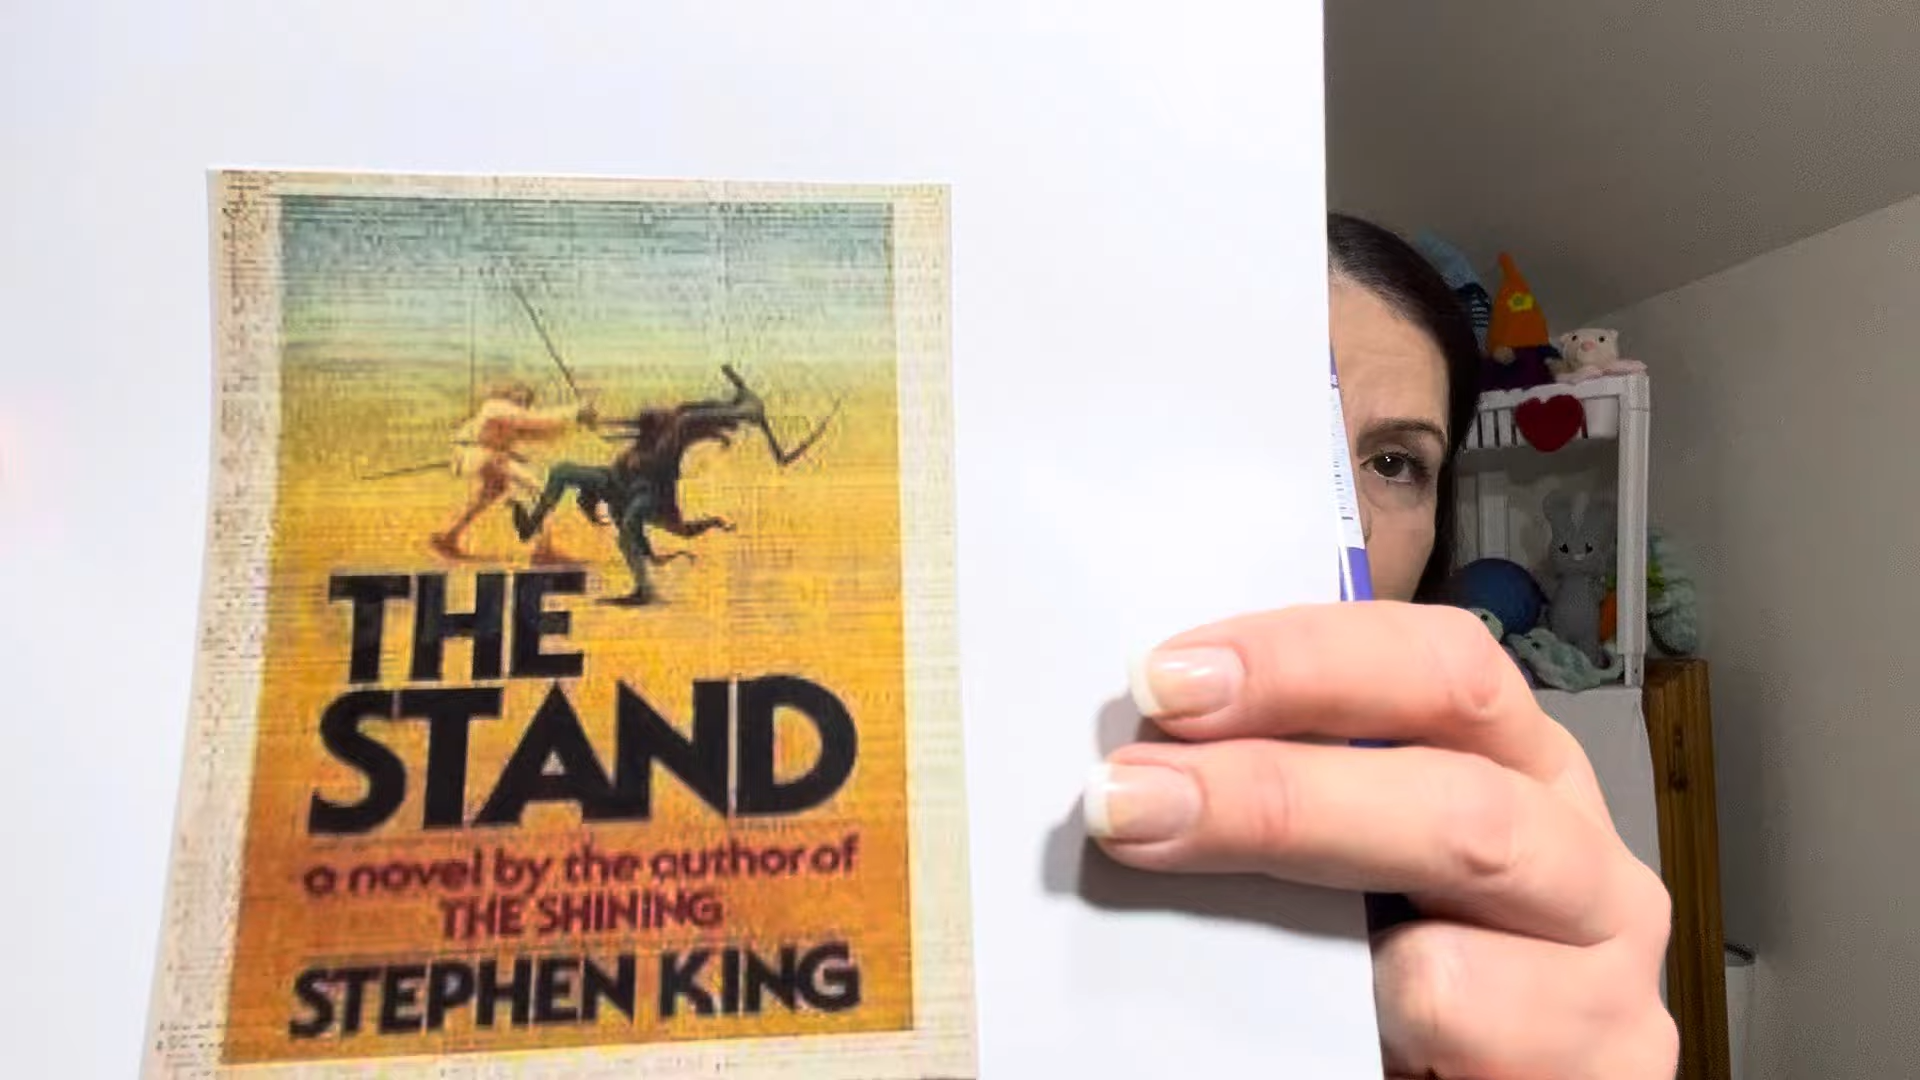 THE
STAND
a novel by the author of
THE SHINING
STEPHEN KING